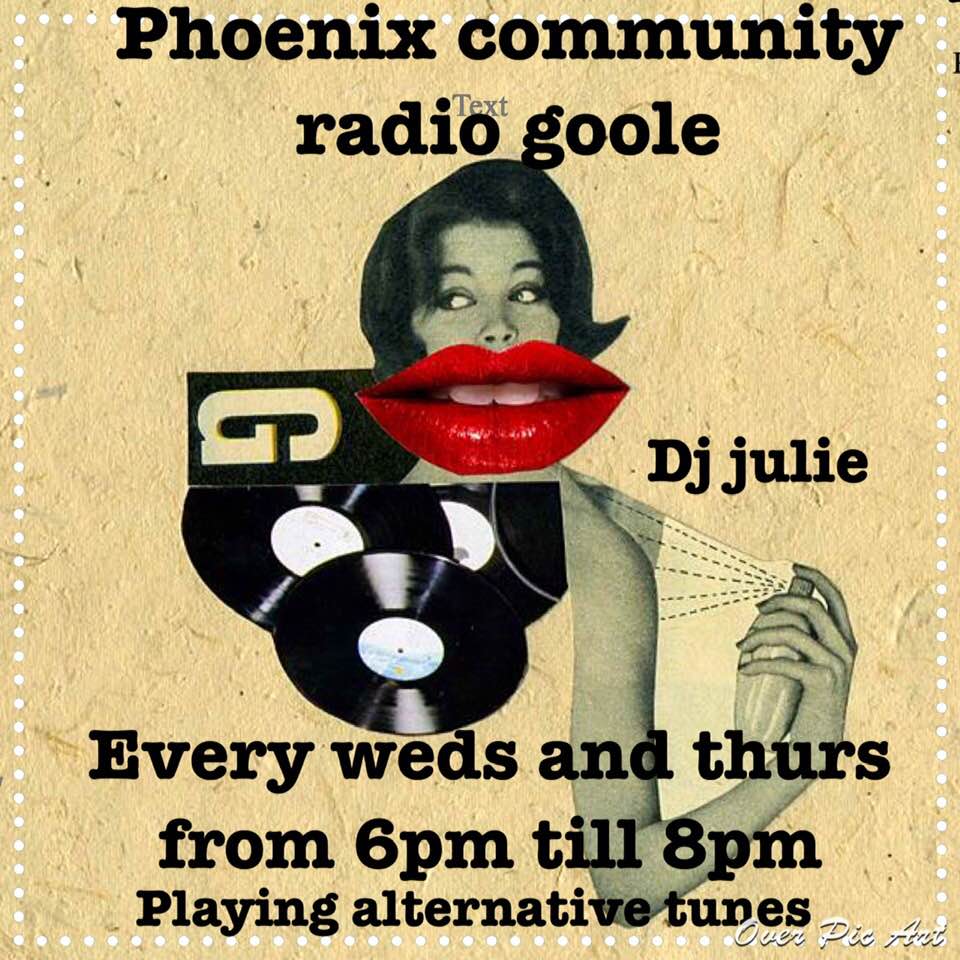 Phoenix community
Text
radio goole
G
Dj julie
Every weds and thurs
from 6pm till 8pm
Playing alternative tunes
Over Pic Art